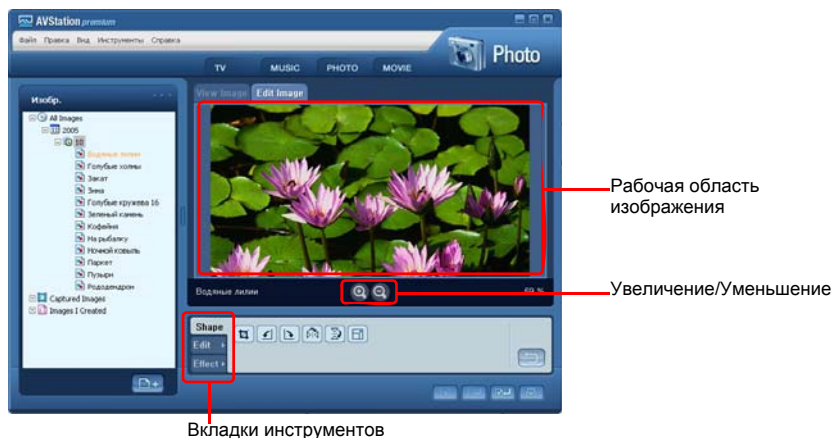 AVStation premium
Файл Правка Вид Инструменты Справка
Photo
TV MUSIC PHOTO MOVIE
Изобр.
View Image Edit Image
All Images
2005
10
Водяные лилии
Голубые холмы
Закат
Зима
Голубые кружева 16
Зеленый камень
Кофейня
На рыбалку
Ночной ковыль
Паркет
Пузыри
Рододендрон
Captured Images
Images I Created
Водяные лилии
69 %
Shape
Edit
Effect
Рабочая область
изображения
Увеличение/Уменьшение
Вкладки инструментов